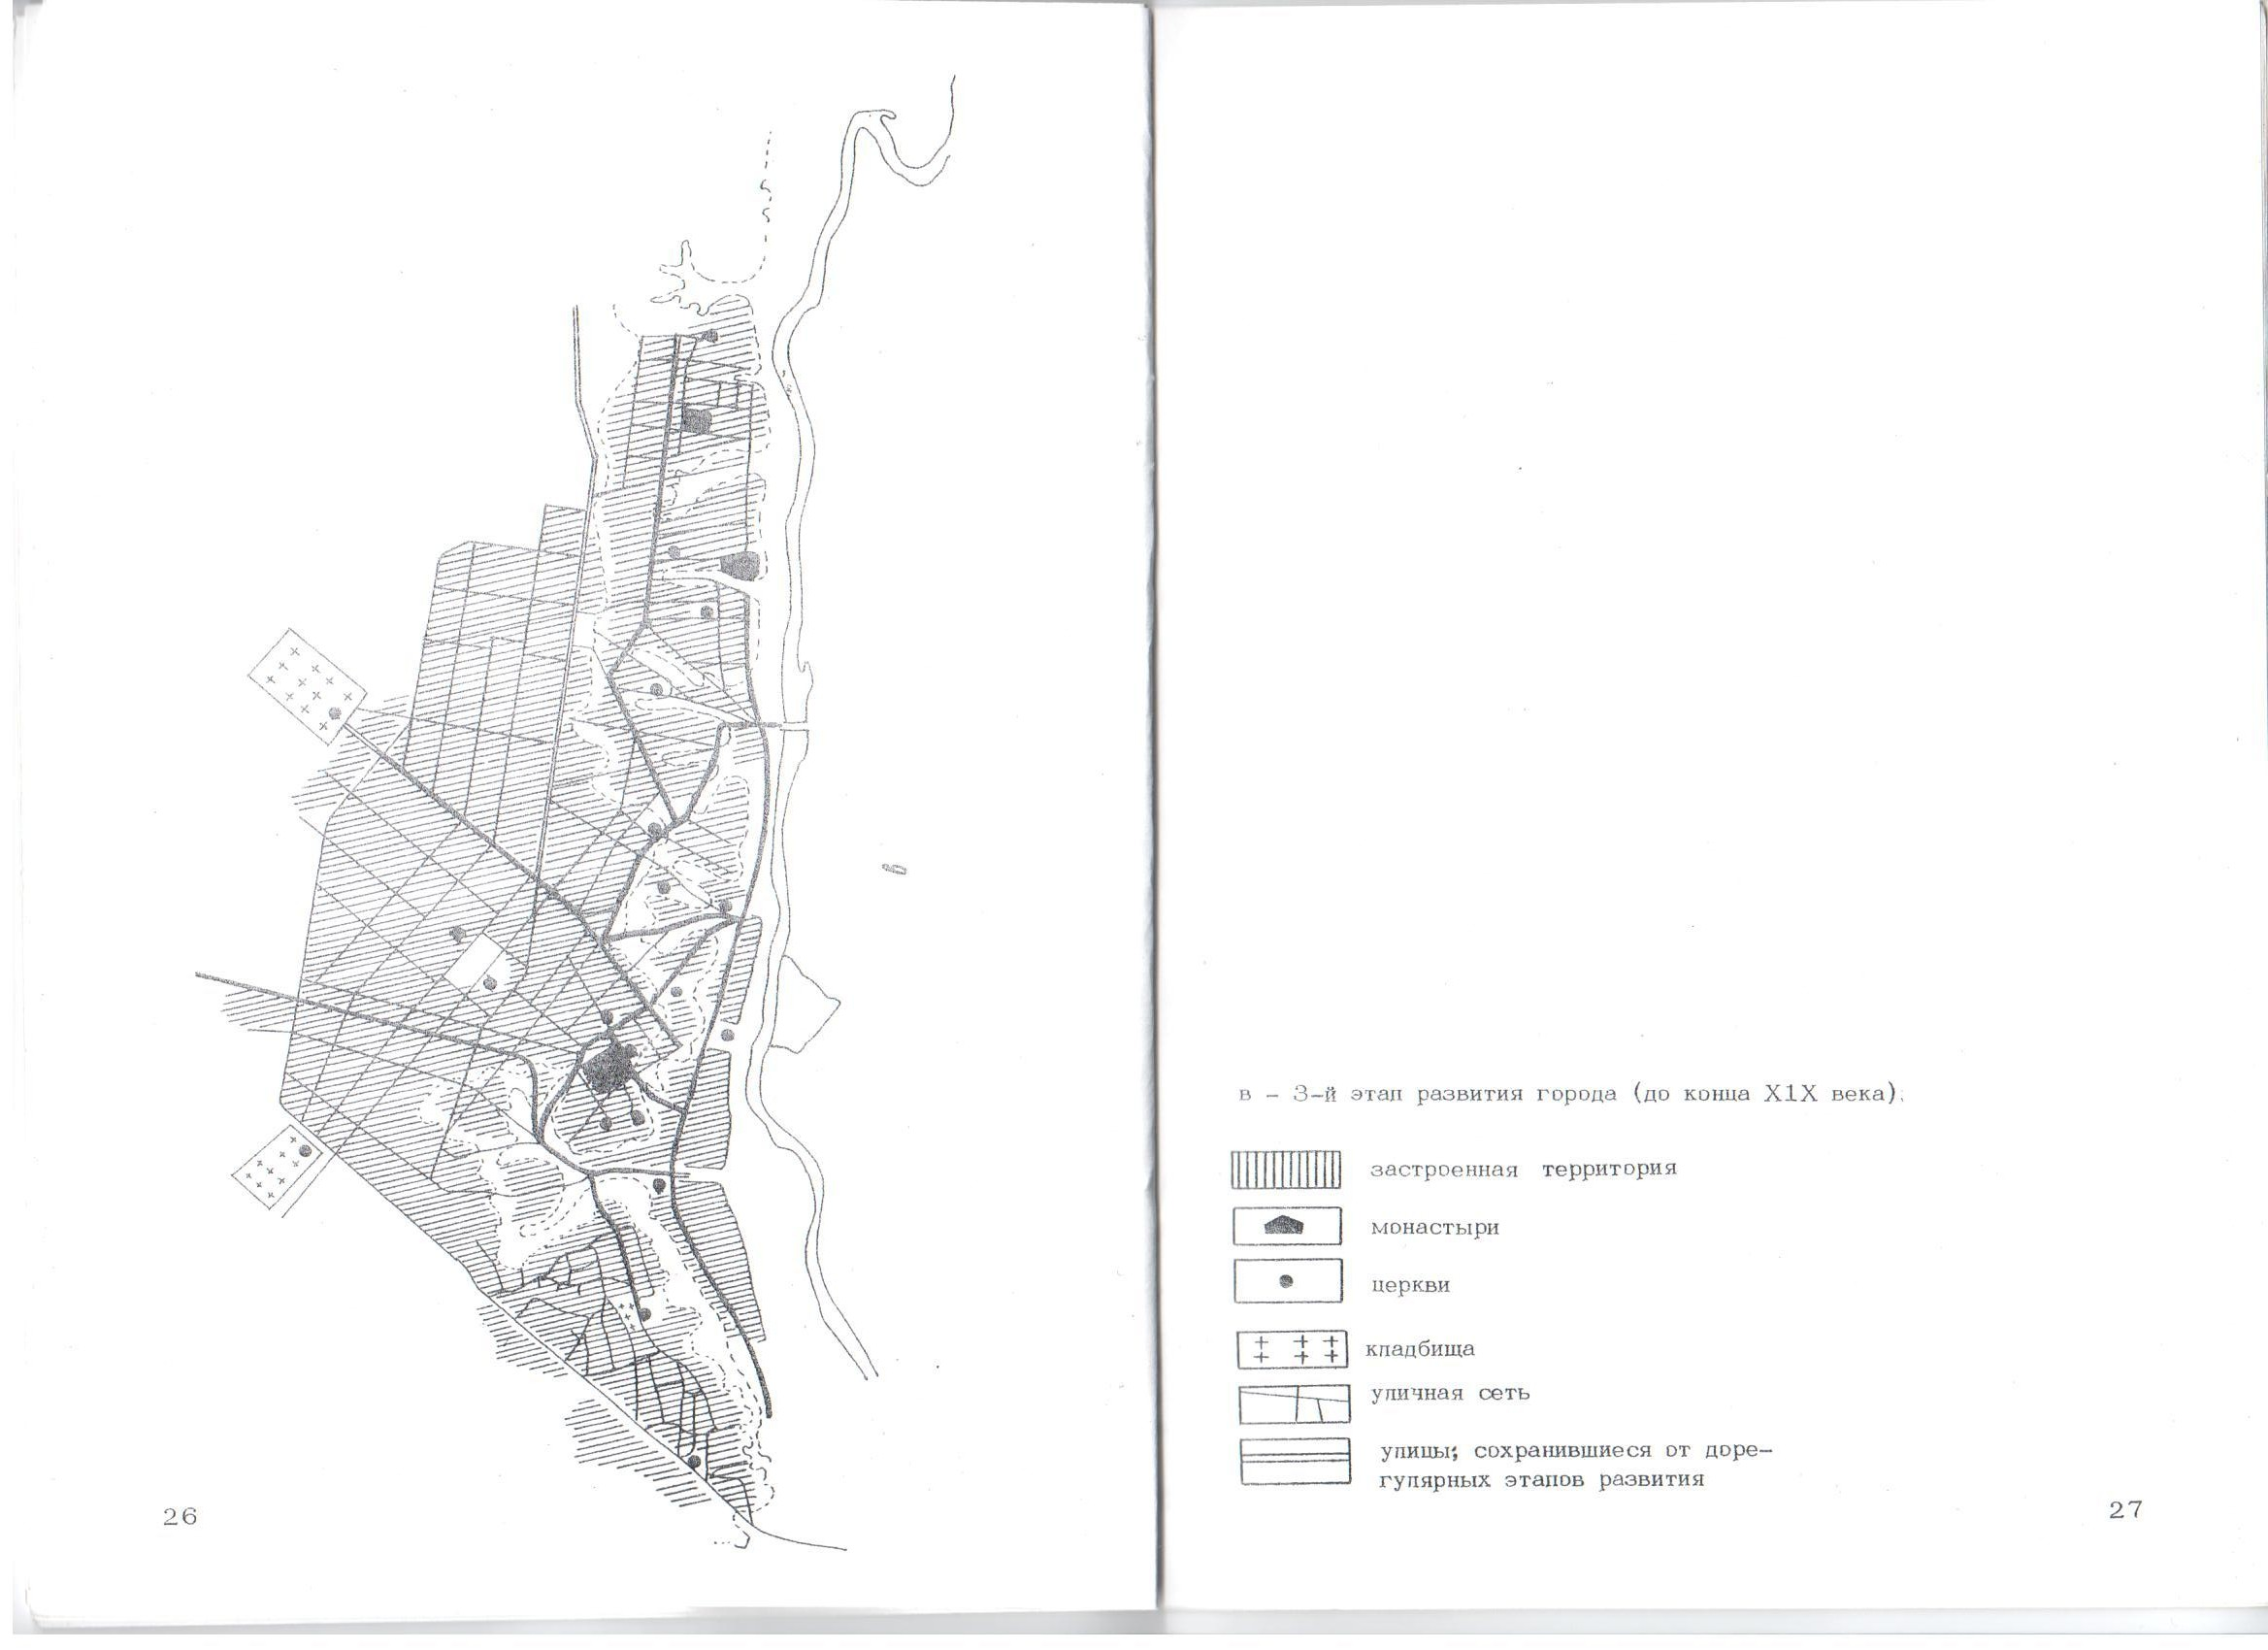 в
26
в – 3-й этап развития города (до конца Х1Х века).
застроенная территория
монастыри
церкви
кладбища
уличная сеть
улицы; сохранившиеся от доре-
гулярных этапов развития
27